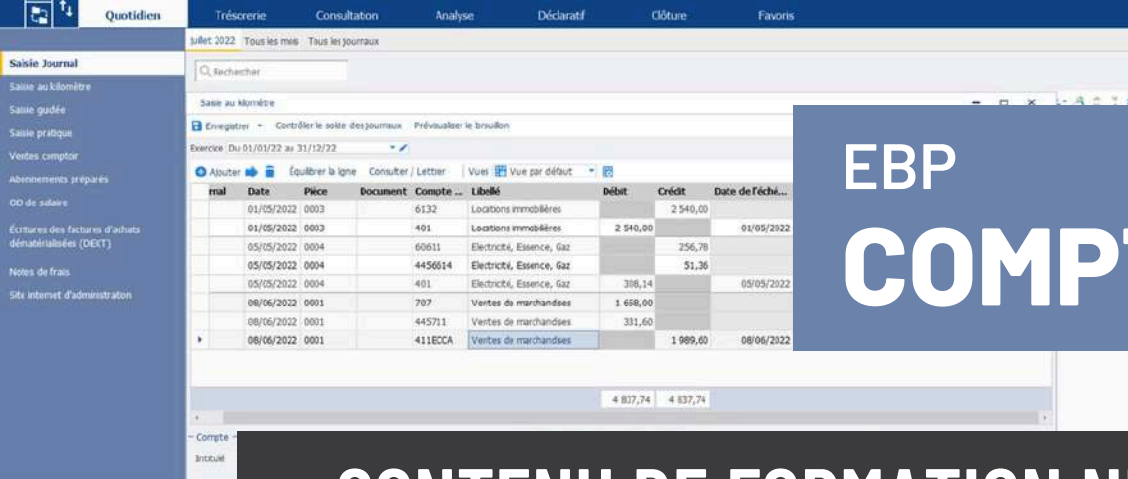 Quotidien Trésorerie Consultation Analyse Déclaratif Clôture Favoris
Juillet 2022 Tous les mois Tous les journaux
Saisie Journal
Rechercher
Saisie au kilomètre
Saisie guidée
Saisie pratique
Ventes comptoir
Abonnements préparés
OD de salaire
Écritures des factures d'achats
dématérialisées (DEXT)
Notes de frais
Site internet d'administration
Saisie au kilomètre
Enregistrer Contrôler le solde des journaux Prévisualiser le brouillon
Exercice Du 01/01/22 au 31/12/22
Ajouter Équilibrer la ligne Consulter / Lettrer Vues Vue par défaut
rnal Date Pièce Document Compte ... Libellé Débit Crédit Date de l'éché...
01/05/2022 0003 6132 Locations immobilières 2 540,00
01/05/2022 0003 401 Locations immobilières 2 540,00 01/05/2022
05/05/2022 0004 60611 Electricité, Essence, Gaz 256,78
05/05/2022 0004 4456614 Electricité, Essence, Gaz 51,36
05/05/2022 0004 401 Electricité, Essence, Gaz 308,14 05/05/2022
08/06/2022 0001 707 Ventes de marchandises 1 658,00
08/06/2022 0001 445711 Ventes de marchandises 331,60
08/06/2022 0001 411ECCA Ventes de marchandises 1 989,60 08/06/2022
4 837,74 4 837,74
Compte
Intitulé
EBP
COMPT
CONTENU DE FORMATION N